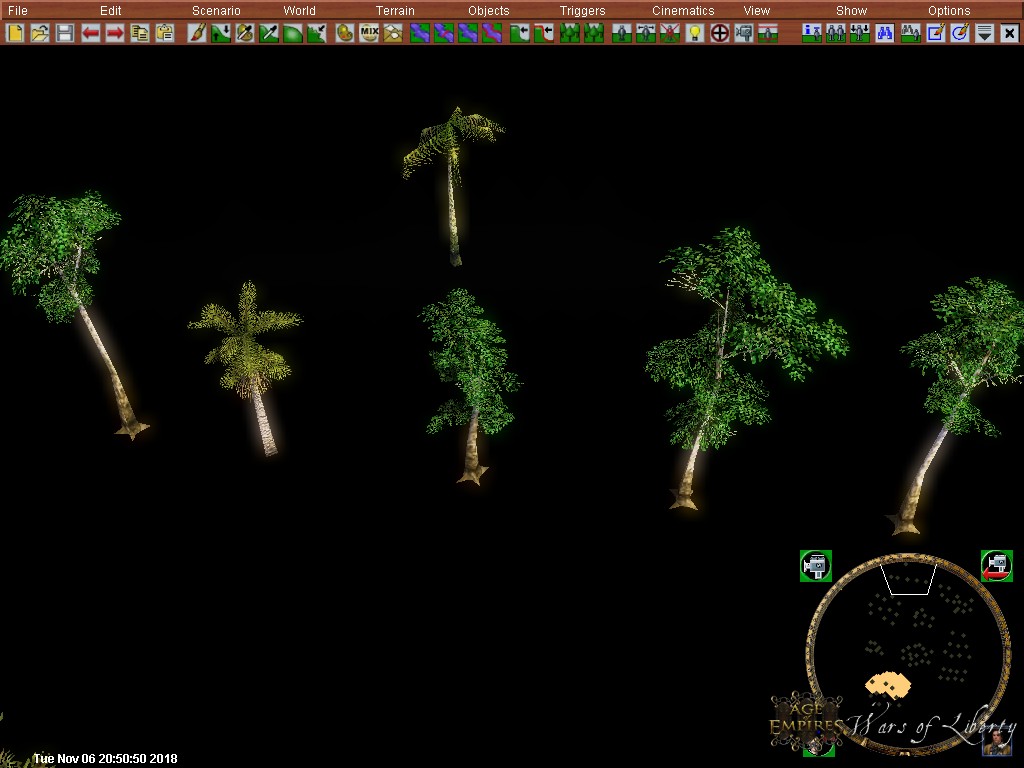 File Edit Scenario World Terrain Objects Triggers Cinematics View Show Options
MIX
AGE
OF
EMPIRES
Wars of Liberty
Tue Nov 06 20:50:50 2018